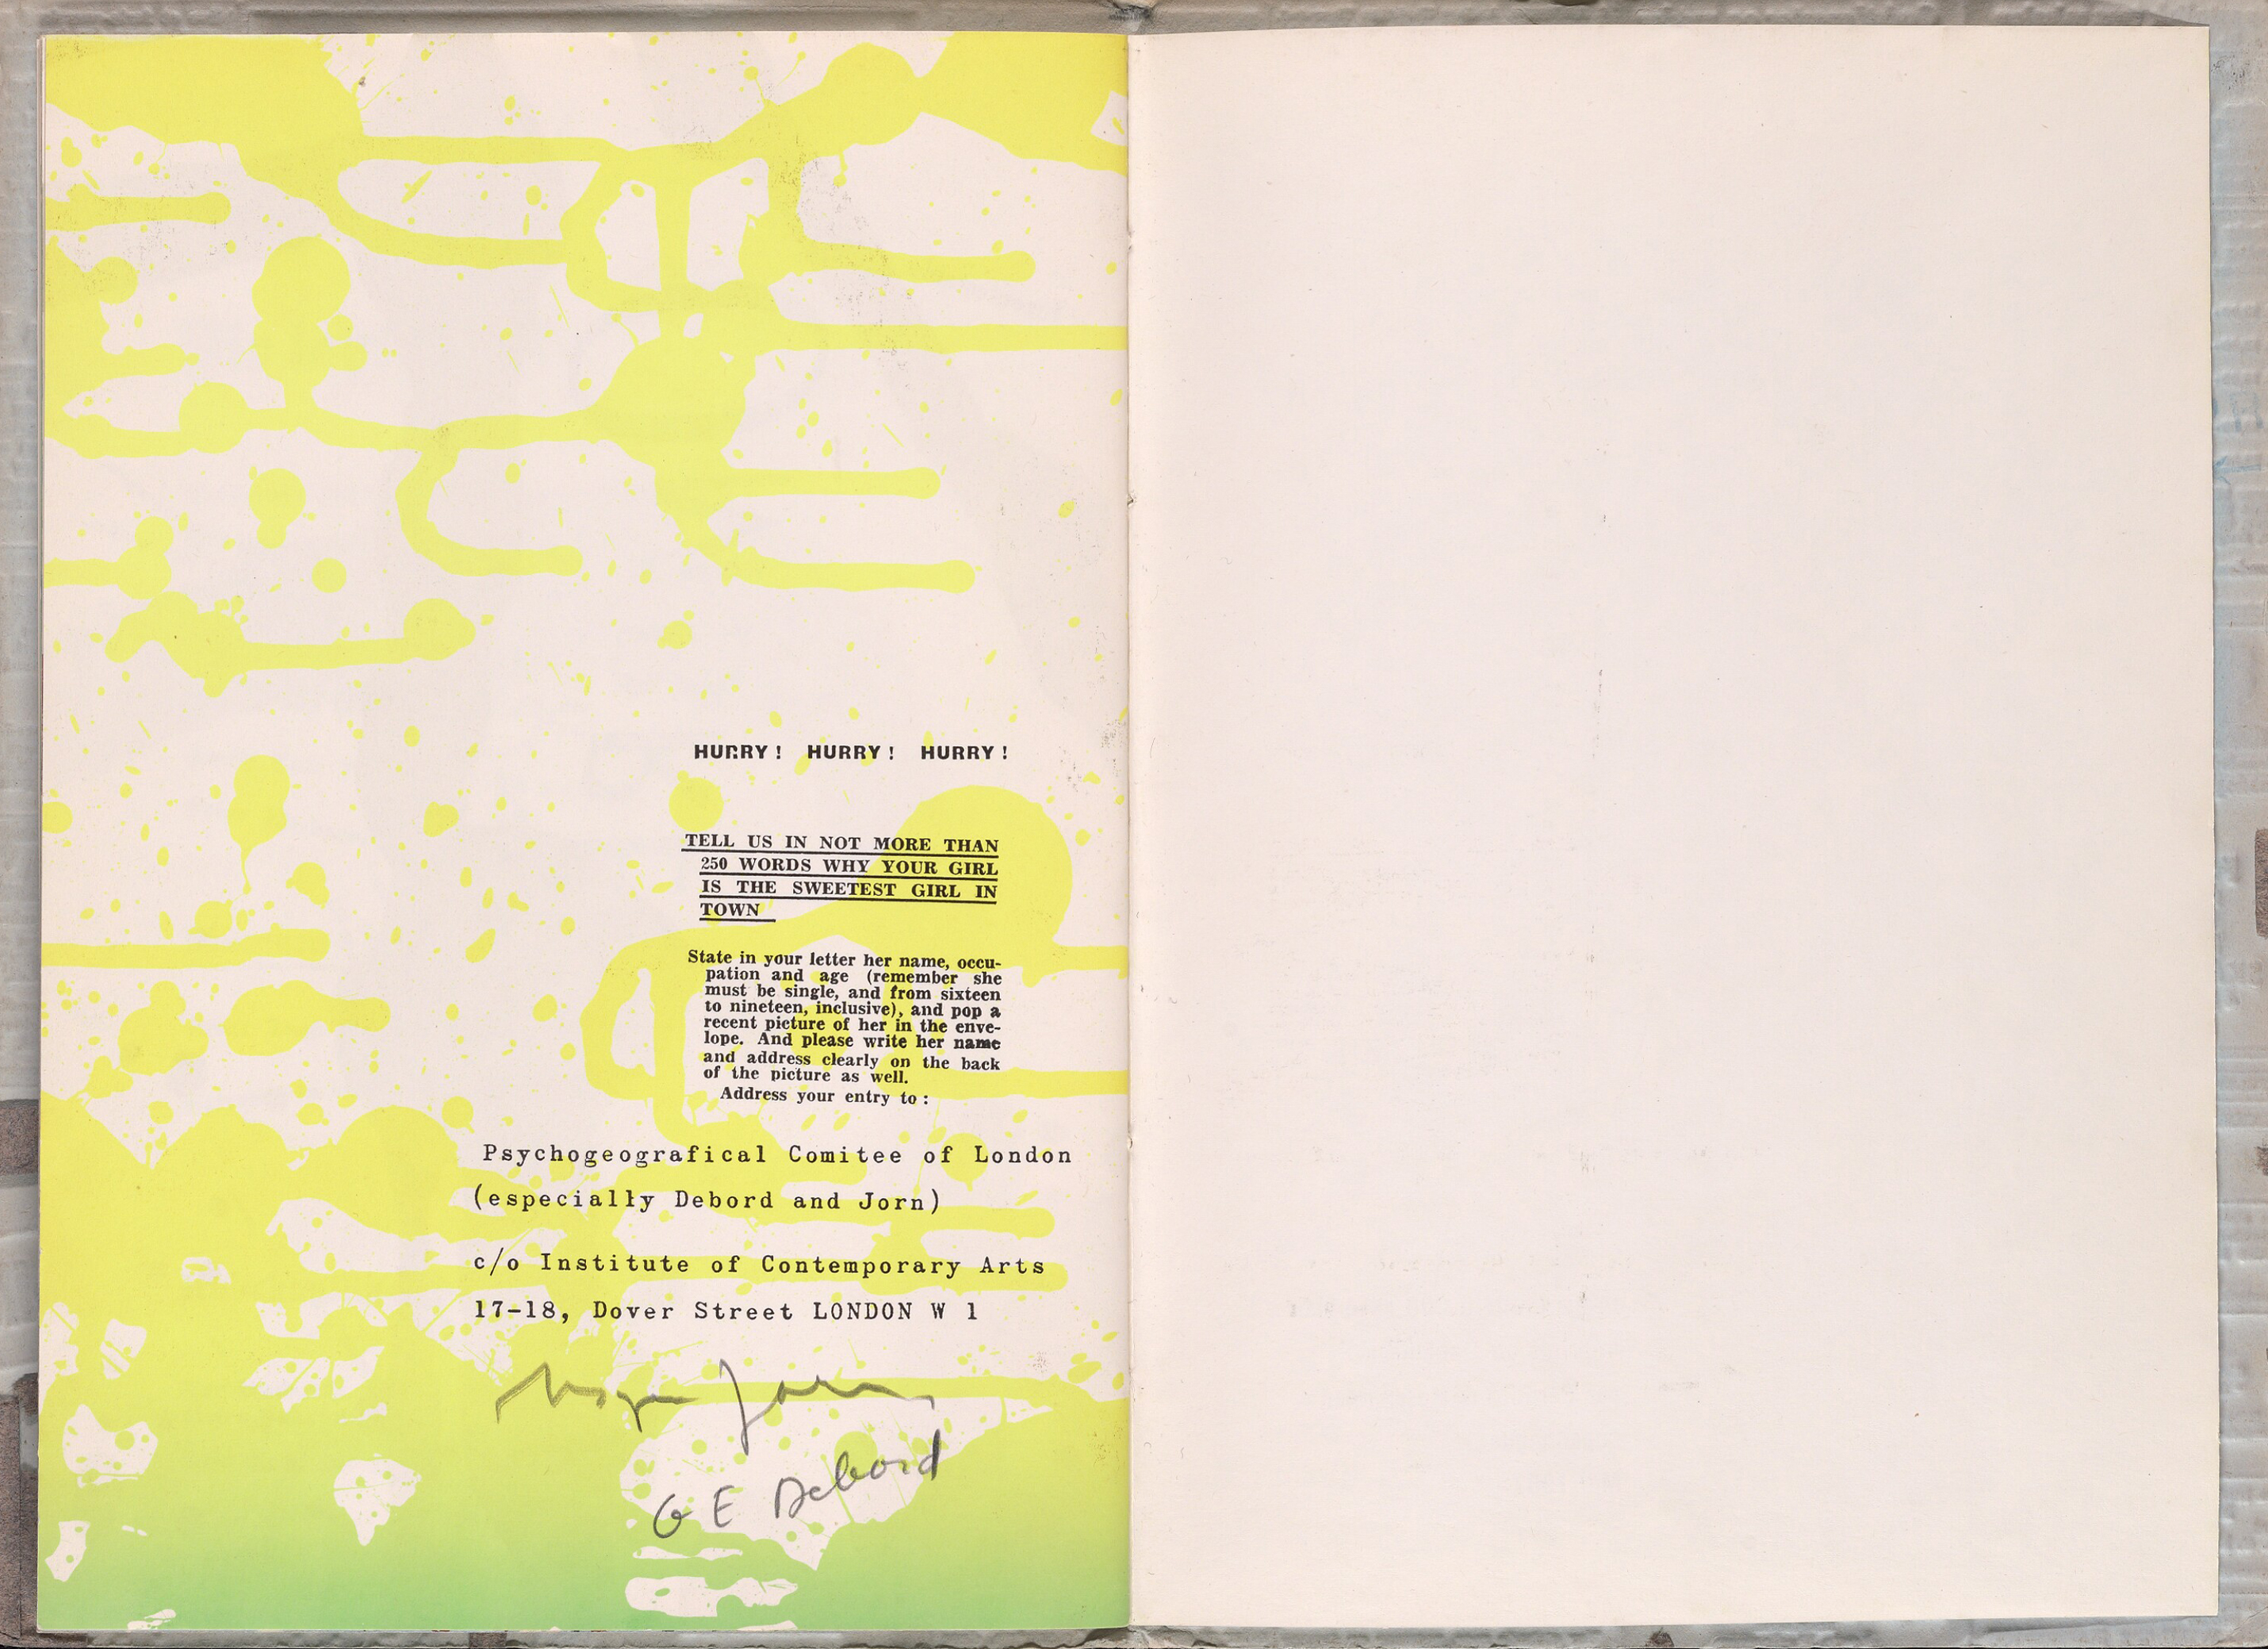 HURRY! HURRY! HURRY!
TELL US IN NOT MORE THAN
250 WORDS WHY YOUR GIRL
IS THE SWEETEST GIRL IN
TOWN
State in your letter her name, occu-
pation and age (remember she
must be single, and from sixteen
to nineteen, inclusive), and pop a
recent picture of her in the enve-
lope. And please write her name
and address clearly on the back
of the picture as well.
Address your entry to :
Psychogeografical Comitee of London
(especially Debord and Jorn)
c/o Institute of Contemporary Arts
17-18, Dover Street LONDON W 1
Asger Jorn
G E Debord